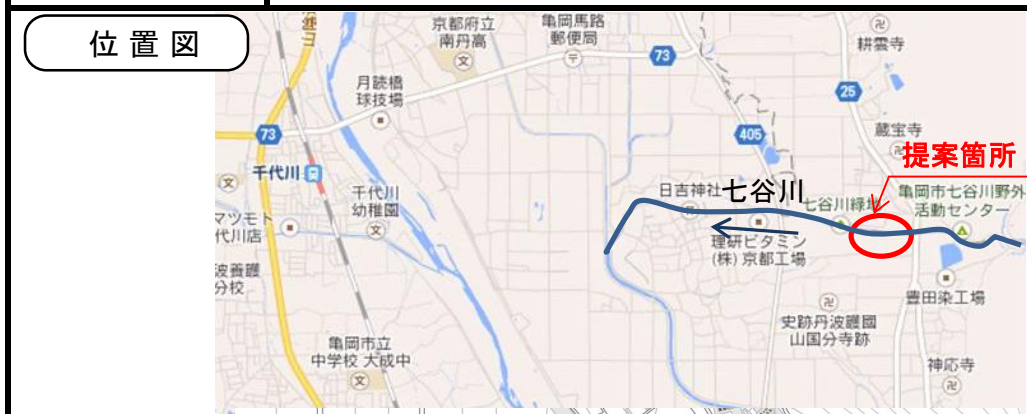 位置図
京都府立
南丹高
亀岡馬路
郵便局
耕雲寺
月読橋
球技場
73
25
73
405
蔵宝寺
提案箇所
千代川
千代川
幼稚園
日吉神社
七谷川
七谷川緑地
亀岡市七谷川野外
活動センター
マツモト
代川店
理研ビタミン
(株) 京都工場
波養護
分校
豊田染工場
史跡丹波國
山国分寺跡
亀岡市立
中学校 大成中
神応寺